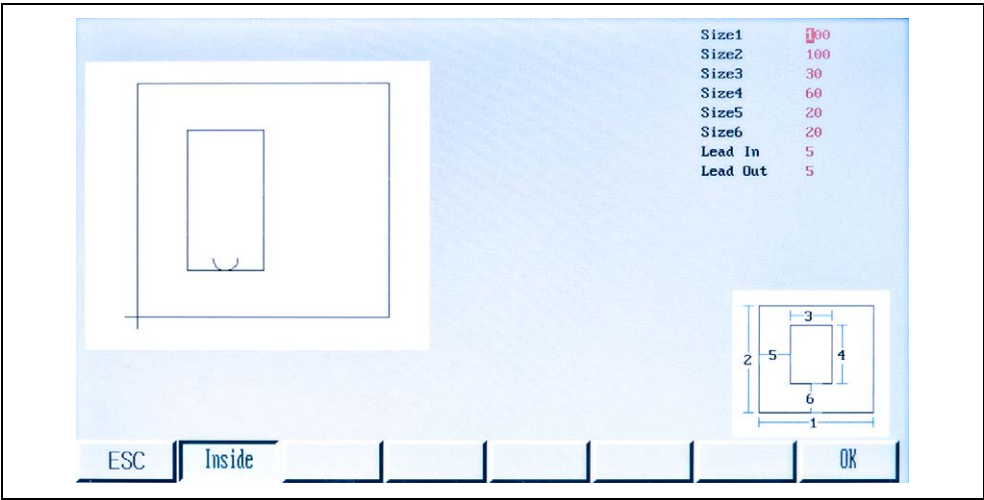 Size1 100
Size2 100
Size3 30
Size4 60
Size5 20
Size6 20
Lead In 5
Lead Out 5
3
2 5 4
6
1
ESC Inside OK